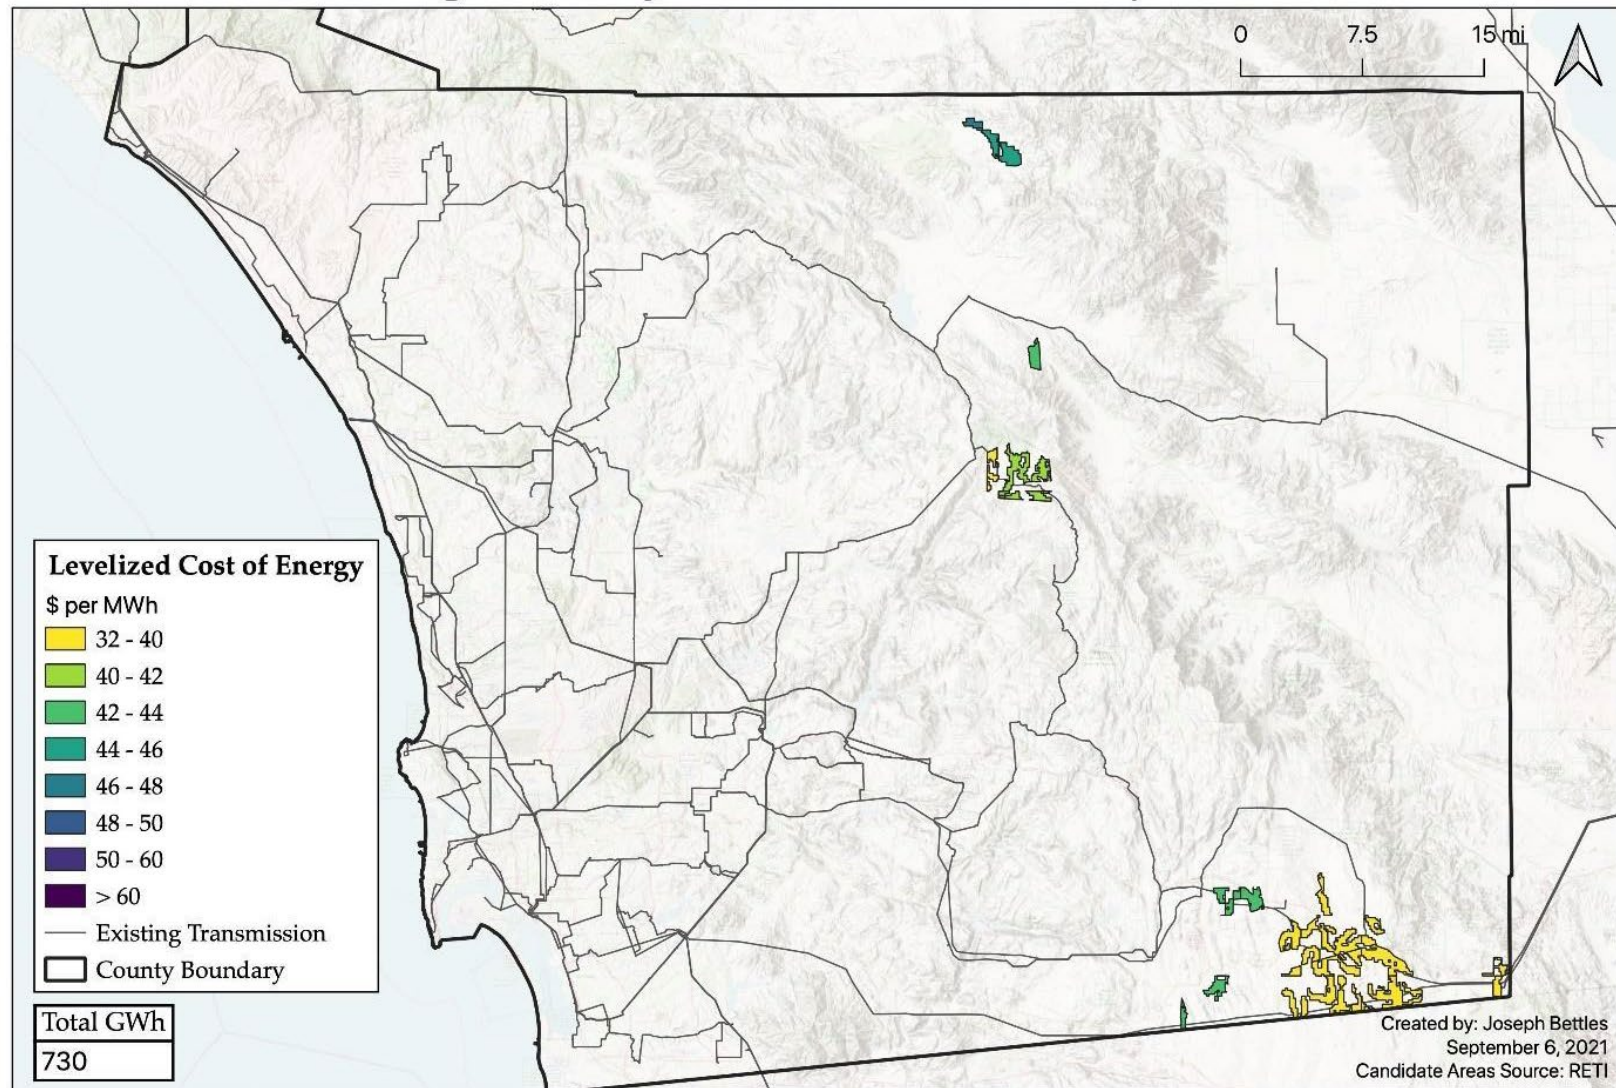 0 7.5 15 mi
Levelized Cost of Energy
$ per MWh
32 - 40
40 - 42
42 - 44
44 - 46
46 - 48
48 - 50
50 - 60
> 60
Existing Transmission
County Boundary
Total GWh
730
Created by: Joseph Bettles
September 6, 2021
Candidate Areas Source: RETI